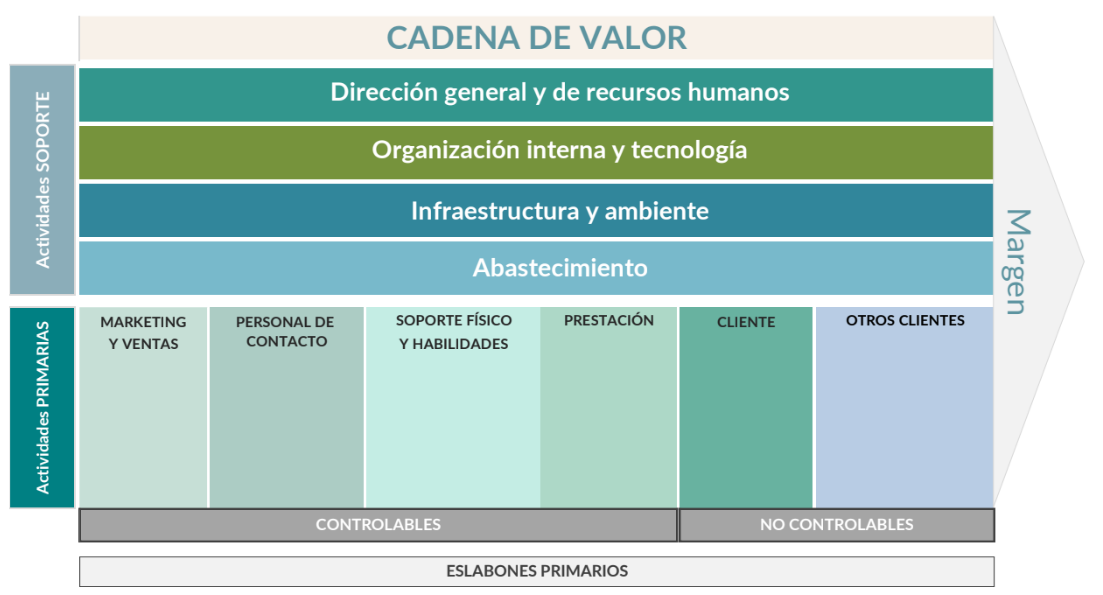 CADENA DE VALOR
Actividades SOPORTE
Dirección general y de recursos humanos
Organización interna y tecnología
Infraestructura y ambiente
Abastecimiento
Margen
Actividades PRIMARIAS
MARKETING
Y VENTAS
PERSONAL DE
CONTACTO
SOPORTE FÍSICO
Y HABILIDADES
PRESTACIÓN
CLIENTE
OTROS CLIENTES
CONTROLABLES
NO CONTROLABLES
ESLABONES PRIMARIOS